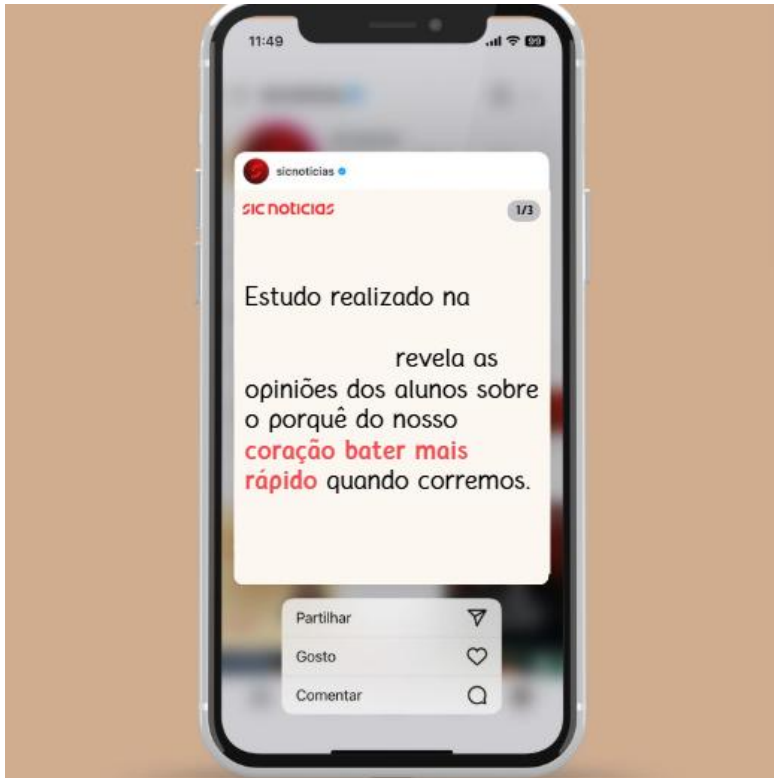 11:49
99
sicnoticias
sic noticias
1/3
Estudo realizado na
revela as
opiniões dos alunos sobre
o porquê do nosso
coração bater mais
rápido quando corremos.
Partilhar
Gosto
Comentar